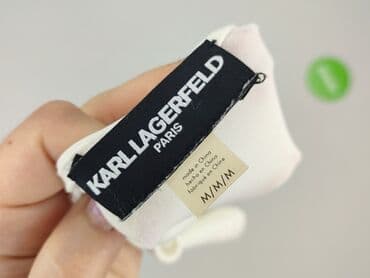 KARL LAGERFELD
PARIS
made in China
hecho en China
fabriqué en Chine
M/M/M